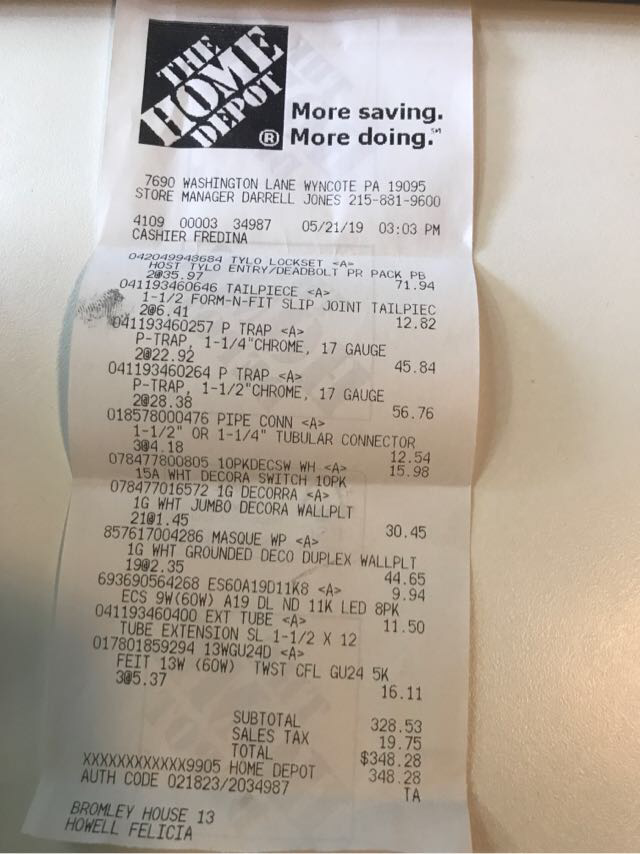 THE
HOME
DEPOT
®
More saving.
More doing.℠
7690 WASHINGTON LANE WYNCOTE PA 19095
STORE MANAGER DARRELL JONES 215-881-9600
4109 00003 34987 05/21/19 03:03 PM
CASHIER FREDINA
042049948684 TYLO LOCKSET <A>
HOST TYLO ENTRY/DEADBOLT PR PACK PB
2@35.97 71.94
041193460646 TAILPIECE <A>
1-1/2 FORM-N-FIT SLIP JOINT TAILPIEC
2@6.41 12.82
041193460257 P TRAP <A>
P-TRAP, 1-1/4"CHROME, 17 GAUGE
2@22.92 45.84
041193460264 P TRAP <A>
P-TRAP, 1-1/2"CHROME, 17 GAUGE
2@28.38 56.76
018578000476 PIPE CONN <A>
1-1/2" OR 1-1/4" TUBULAR CONNECTOR
3@4.18 12.54
078477800805 10PKDECSW WH <A> 15.98
15A WHT DECORA SWITCH 10PK
078477016572 1G DECORRA <A>
1G WHT JUMBO DECORA WALLPLT
21@1.45 30.45
857617004286 MASQUE WP <A>
1G WHT GROUNDED DECO DUPLEX WALLPLT
19@2.35 44.65
693690564268 ES60A19D11K8 <A> 9.94
ECS 9W(60W) A19 DL ND 11K LED 8PK
041193460400 EXT TUBE <A> 11.50
TUBE EXTENSION SL 1-1/2 X 12
017801859294 13WGU24D <A>
FEIT 13W (60W) TWST CFL GU24 5K
3@5.37 16.11
SUBTOTAL 328.53
SALES TAX 19.75
TOTAL $348.28
XXXXXXXXXXXX9905 HOME DEPOT 348.28
AUTH CODE 021823/2034987 TA
BROMLEY HOUSE 13
HOWELL FELICIA